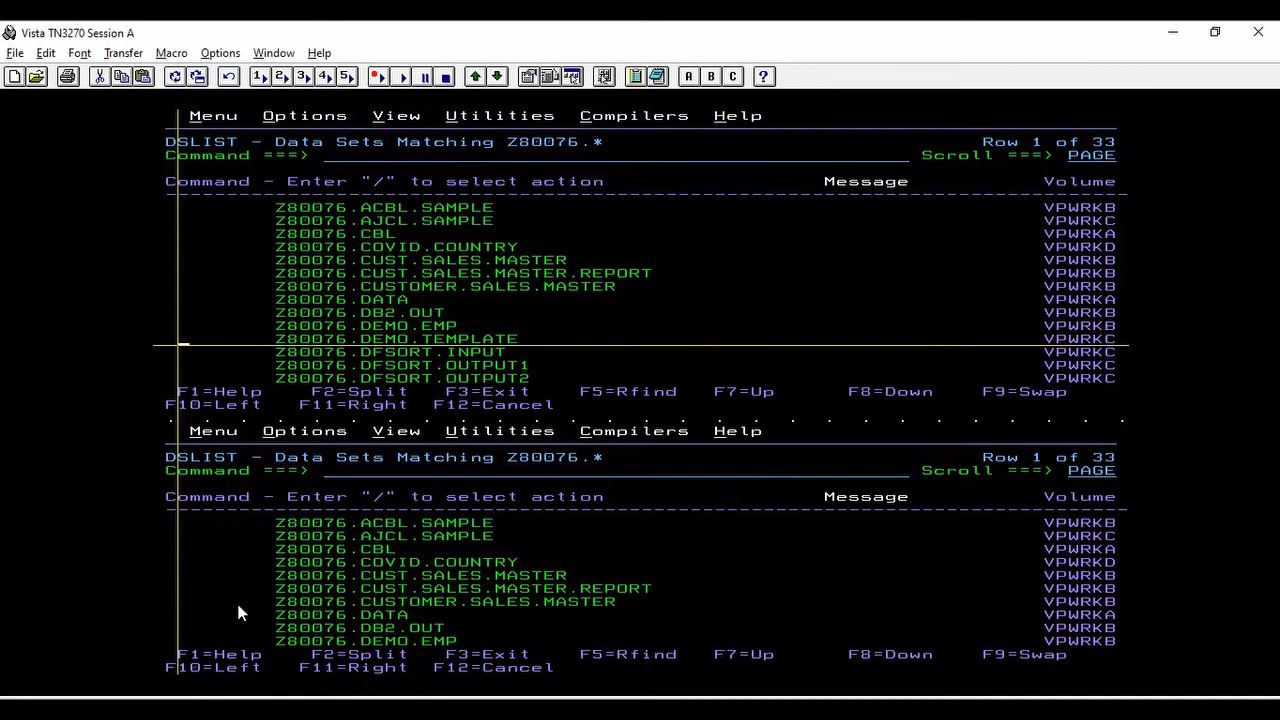 Vista TN3270 Session A
File Edit Font Transfer Macro Options Window Help
1 2 3 4 5 A B C ?
Menu Options View Utilities Compilers Help
DSLIST - Data Sets Matching Z80076.* Row 1 of 33
Command ===> Scroll ===> PAGE
Command - Enter "/" to select action Message Volume
Z80076.ACBL.SAMPLE VPWRKB
Z80076.AJCL.SAMPLE VPWRKC
Z80076.CBL VPWRKA
Z80076.COVID.COUNTRY VPWRKD
Z80076.CUST.SALES.MASTER VPWRKB
Z80076.CUST.SALES.MASTER.REPORT VPWRKB
Z80076.CUSTOMER.SALES.MASTER VPWRKB
Z80076.DATA VPWRKA
Z80076.DB2.OUT VPWRKB
Z80076.DEMO.EMP VPWRKB
Z80076.DEMO.TEMPLATE VPWRKC
Z80076.DFSORT.INPUT VPWRKC
Z80076.DFSORT.OUTPUT1 VPWRKC
Z80076.DFSORT.OUTPUT2 VPWRKC
F1=Help F2=Split F3=Exit F5=Rfind F7=Up F8=Down F9=Swap
F10=Left F11=Right F12=Cancel
Menu Options View Utilities Compilers Help
DSLIST - Data Sets Matching Z80076.* Row 1 of 33
Command ===> Scroll ===> PAGE
Command - Enter "/" to select action Message Volume
Z80076.ACBL.SAMPLE VPWRKB
Z80076.AJCL.SAMPLE VPWRKC
Z80076.CBL VPWRKA
Z80076.COVID.COUNTRY VPWRKD
Z80076.CUST.SALES.MASTER VPWRKB
Z80076.CUST.SALES.MASTER.REPORT VPWRKB
Z80076.CUSTOMER.SALES.MASTER VPWRKB
Z80076.DATA VPWRKA
Z80076.DB2.OUT VPWRKB
Z80076.DEMO.EMP VPWRKB
F1=Help F2=Split F3=Exit F5=Rfind F7=Up F8=Down F9=Swap
F10=Left F11=Right F12=Cancel